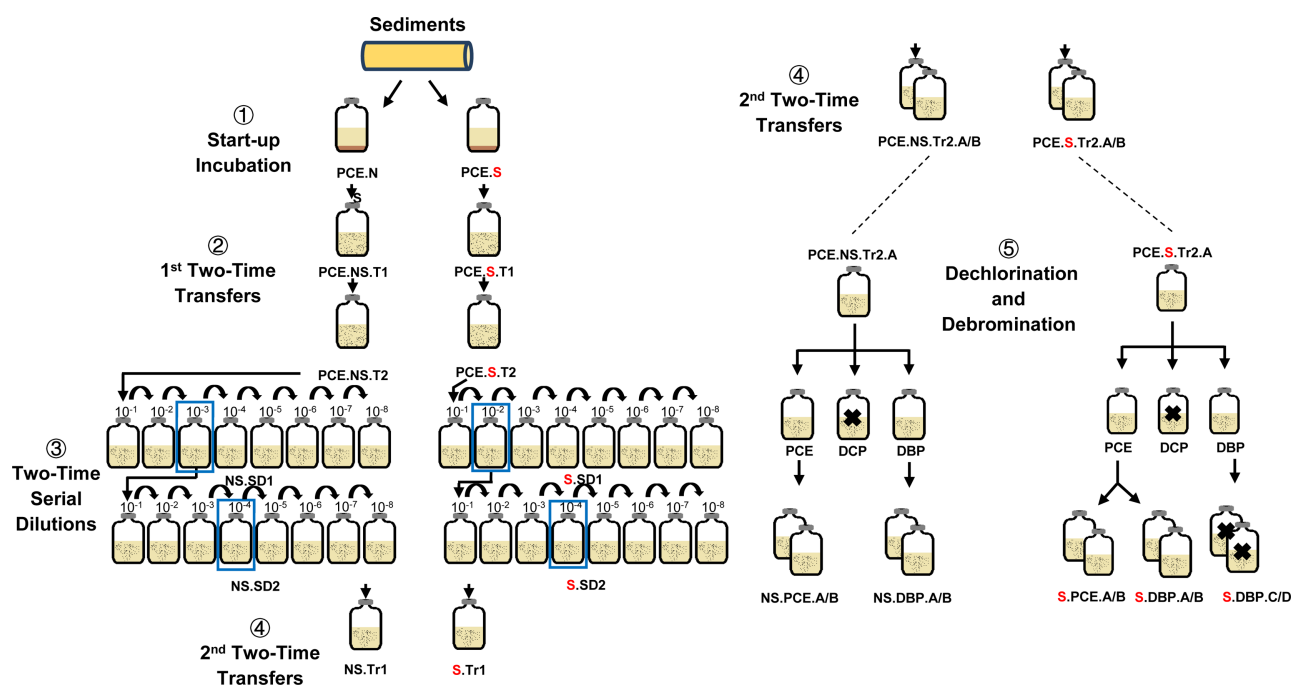 Sediments
①
Start-up
Incubation
PCE.N
S
PCE.S
②
1st Two-Time
Transfers
PCE.NS.T1
PCE.S.T1
PCE.NS.T2
PCE.S.T2
③
Two-Time
Serial
Dilutions
10-1 10-2 10-3 10-4 10-5 10-6 10-7 10-8
NS.SD1
10-1 10-2 10-3 10-4 10-5 10-6 10-7 10-8
S.SD1
10-1 10-2 10-3 10-4 10-5 10-6 10-7 10-8
NS.SD2
10-1 10-2 10-3 10-4 10-5 10-6 10-7 10-8
S.SD2
④
2nd Two-Time
Transfers
NS.Tr1
S.Tr1
④
2nd Two-Time
Transfers
PCE.NS.Tr2.A/B
PCE.S.Tr2.A/B
PCE.NS.Tr2.A
PCE.S.Tr2.A
⑤
Dechlorination
and
Debromination
PCE DCP DBP
PCE DCP DBP
NS.PCE.A/B NS.DBP.A/B
S.PCE.A/B S.DBP.A/B S.DBP.C/D